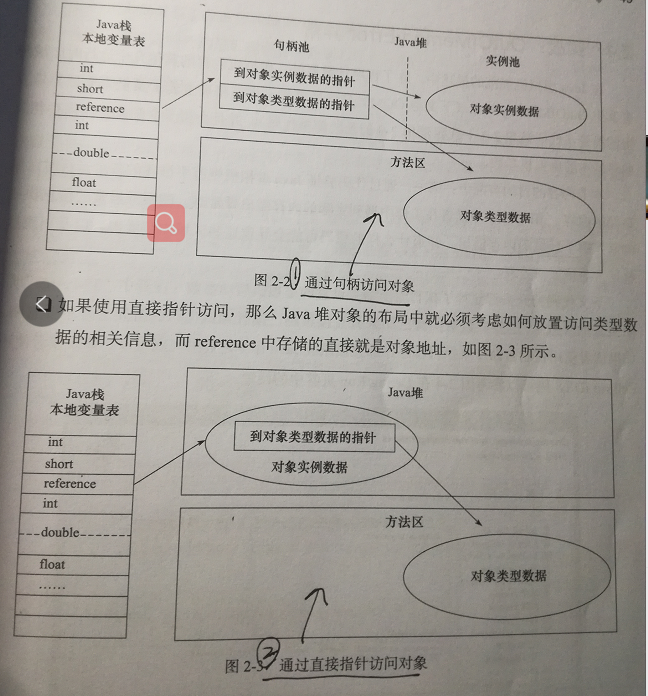 Java栈
本地变量表
int
short
reference
int
double
float
……
句柄池
Java堆
实例池
到对象实例数据的指针
到对象类型数据的指针
对象实例数据
方法区
对象类型数据
图 2-2 ① 通过句柄访问对象
如果使用直接指针访问，那么 Java 堆对象的布局中就必须考虑如何放置访问类型数
据的相关信息，而 reference 中存储的直接就是对象地址，如图 2-3 所示。
Java栈
本地变量表
int
short
reference
int
double
float
……
Java堆
到对象类型数据的指针
对象实例数据
方法区
对象类型数据
图 2-3 ② 通过直接指针访问对象